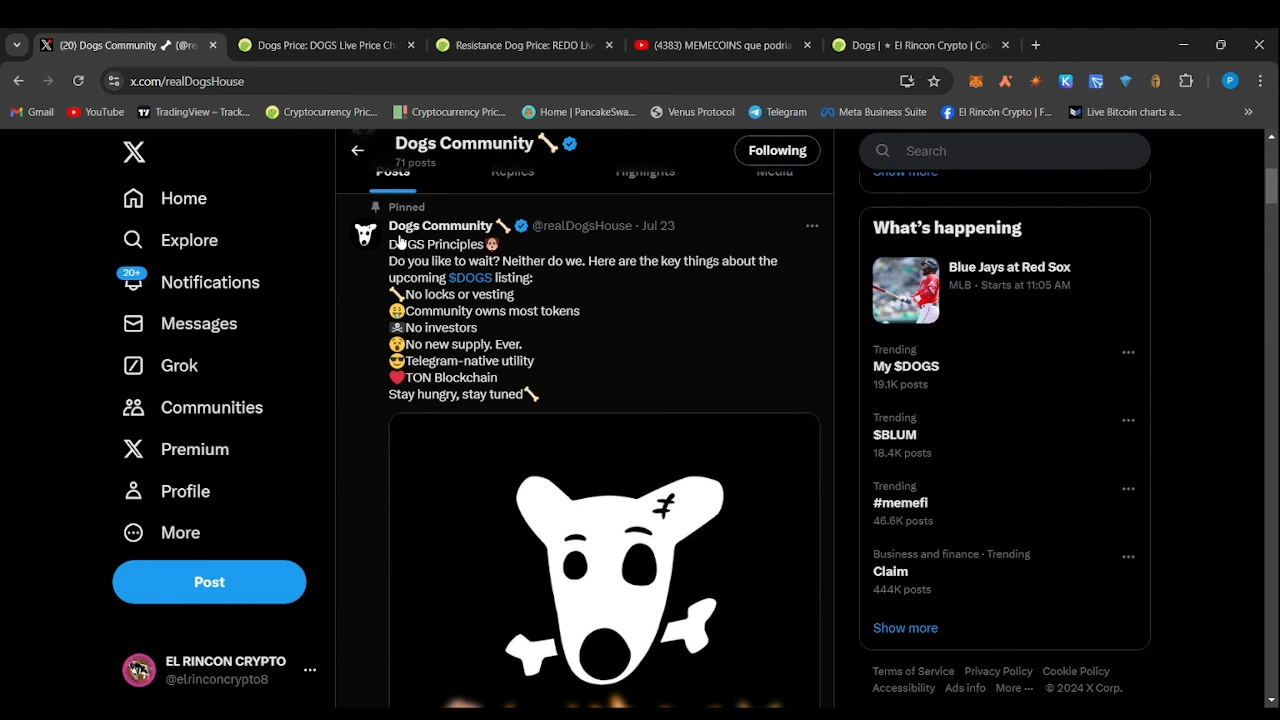 (20) Dogs Community 🦴 (@re
Dogs Price: DOGS Live Price Ch
Resistance Dog Price: REDO Liv
(4383) MEMECOINS que podria
Dogs | ★ El Rincon Crypto | Coi
x.com/realDogsHouse
P
Gmail
YouTube
TradingView – Track...
Cryptocurrency Pric...
Cryptocurrency Pric...
Home | PancakeSwa...
Venus Protocol
Telegram
Meta Business Suite
El Rincón Crypto | F...
Live Bitcoin charts a...
Home
Explore
20+
Notifications
Messages
Grok
Communities
Premium
Profile
More
Post
EL RINCON CRYPTO
@elrinconcrypto8
Dogs Community 🦴
71 posts
Following
Posts
Replies
Highlights
Media
Pinned
Dogs Community 🦴 @realDogsHouse · Jul 23
DOGS Principles🐶
Do you like to wait? Neither do we. Here are the key things about the
upcoming $DOGS listing:
🦴No locks or vesting
🤑Community owns most tokens
🏴‍☠️No investors
😯No new supply. Ever.
😎Telegram-native utility
❤️TON Blockchain
Stay hungry, stay tuned🦴
Search
Show more
What's happening
Blue Jays at Red Sox
MLB · Starts at 11:05 AM
Trending
My $DOGS
19.1K posts
Trending
$BLUM
18.4K posts
Trending
#memefi
46.6K posts
Business and finance · Trending
Claim
444K posts
Show more
Terms of Service Privacy Policy Cookie Policy
Accessibility Ads info More ··· © 2024 X Corp.